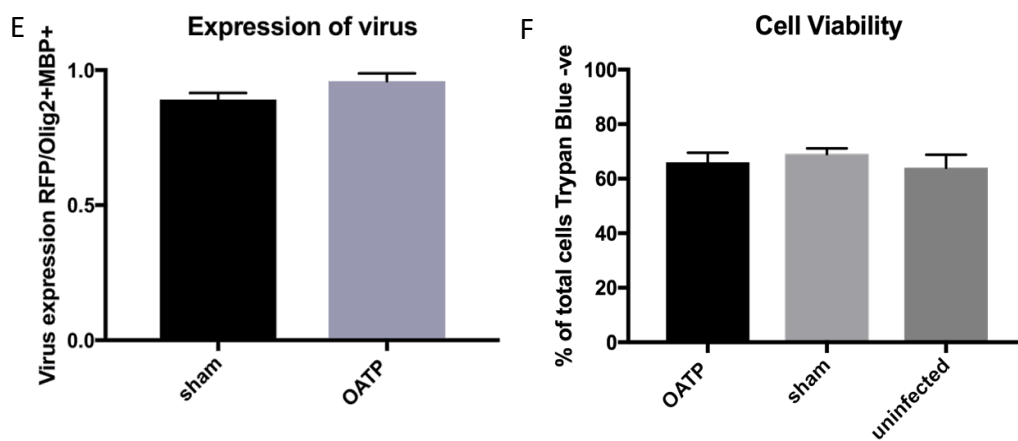 E
Expression of virus
Virus expression RFP/Olig2+MBP+
1.0
0.5
0.0
sham
OATP
F
Cell Viability
% of total cells Trypan Blue -ve
100
80
60
40
20
0
OATP
sham
uninfected